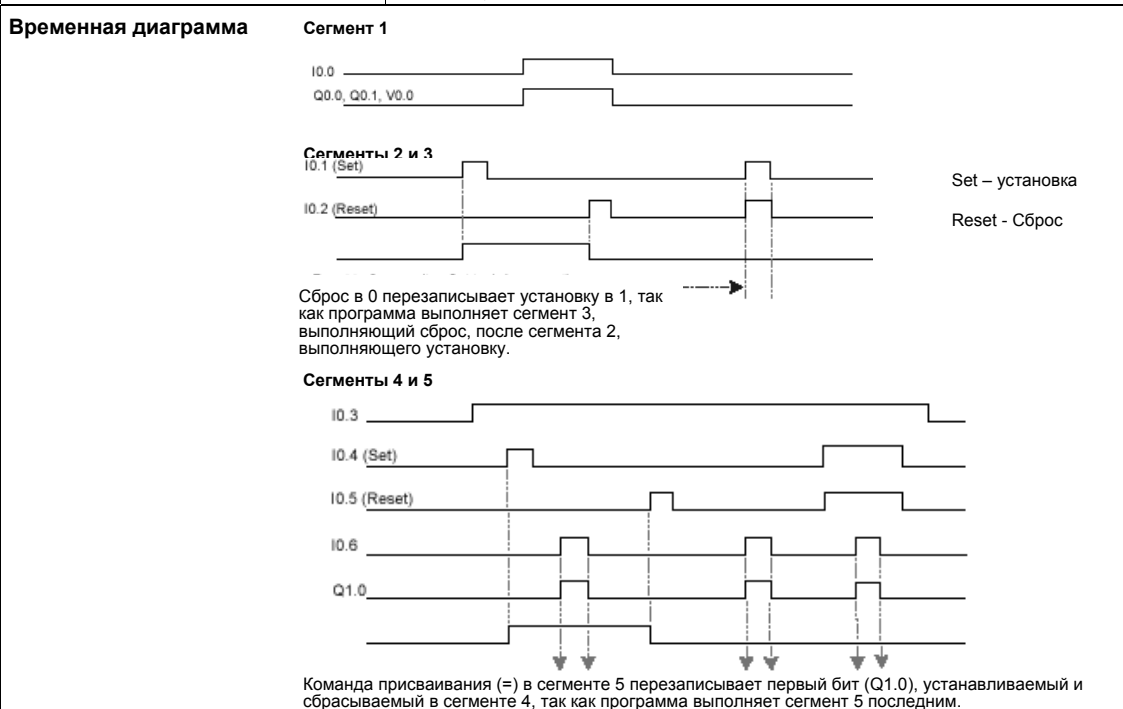 Временная диаграмма
Сегмент 1
I0.0
Q0.0, Q0.1, V0.0
Сегменты 2 и 3
I0.1 (Set)
Set – установка
I0.2 (Reset)
Reset - Сброс
Сброс в 0 перезаписывает установку в 1, так
как программа выполняет сегмент 3,
выполняющий сброс, после сегмента 2,
выполняющего установку.
Сегменты 4 и 5
I0.3
I0.4 (Set)
I0.5 (Reset)
I0.6
Q1.0
Команда присваивания (=) в сегменте 5 перезаписывает первый бит (Q1.0), устанавливаемый и
сбрасываемый в сегменте 4, так как программа выполняет сегмент 5 последним.